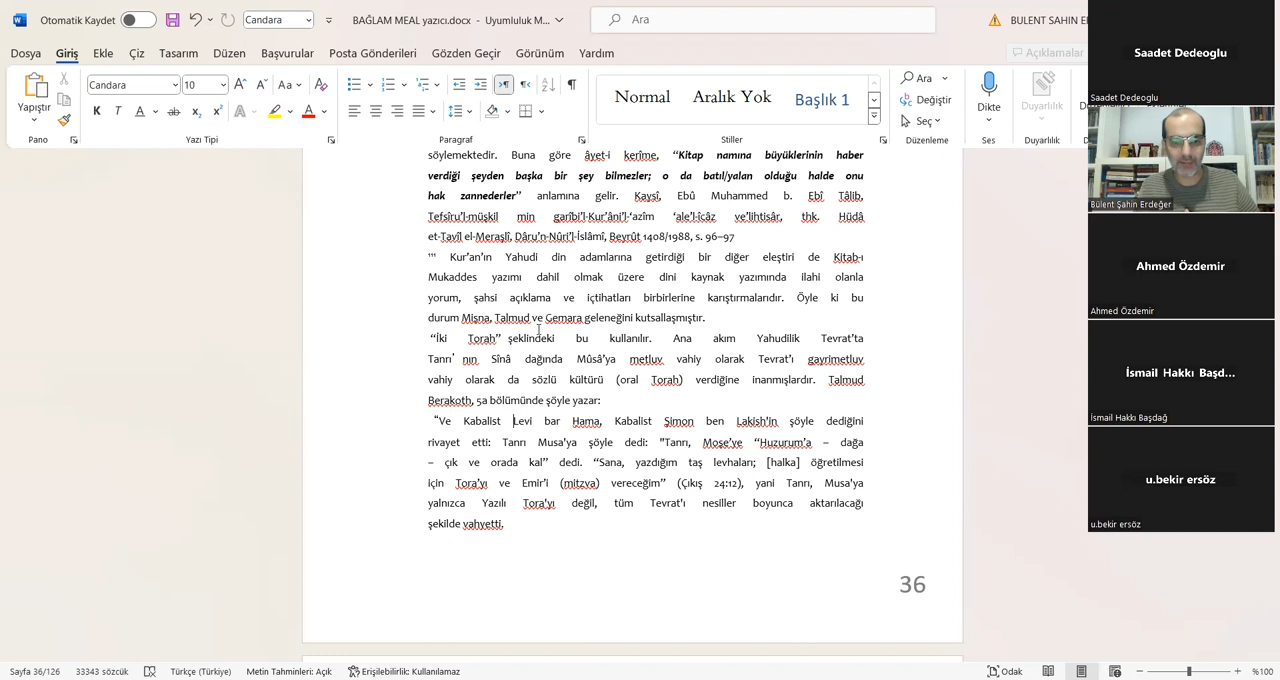 Otomatik Kaydet
Candara
BAĞLAM MEAL yazıcı.docx - Uyumluluk M...
Ara
BULENT SAHIN ER
Dosya Giriş Ekle Çiz Tasarım Düzen Başvurular Posta Gönderileri Gözden Geçir Görünüm Yardım
Açıklamalar
Yapıştır
Candara 10
Aa
K T A ab x₂ x² A A
Normal Aralık Yok Başlık 1
Ara
Değiştir
Seç
Dikte
Duyarlılık
Pano
Yazı Tipi
Paragraf
Stiller
Düzenleme
Ses
Duyarlılık
söylemektedir. Buna göre âyet-i kerîme, “Kitap namına büyüklerinin haber
verdiği şeyden başka bir şey bilmezler; o da batıl/yalan olduğu halde onu
hak zannederler” anlamına gelir. Kaysî, Ebû Muhammed b. Ebî Tâlib,
Tefsîru’l-müşkil min garîbi’l-Kur’âni’l-‘azîm ‘ale’l-îcâz ve’lihtisâr, thk. Hüdâ
et-Tavîl el-Meraşlî, Dâru’n-Nûri’l-İslâmî, Beyrût 1408/1988, s. 96–97
Kur’an’ın Yahudi din adamlarına getirdiği bir diğer eleştiri de Kitab-ı
Mukaddes yazımı dahil olmak üzere dini kaynak yazımında ilahi olanla
yorum, şahsi açıklama ve içtihatları birbirlerine karıştırmalarıdır. Öyle ki bu
durum Mişna, Talmud ve Gemara geleneğini kutsallaşmıştır.
“İki Torah” şeklindeki bu kullanılır. Ana akım Yahudilik Tevrat’ta
Tanrı’ nın Sînâ dağında Mûsâ’ya metluv vahiy olarak Tevrat’ı gayrimetluv
vahiy olarak da sözlü kültürü (oral Torah) verdiğine inanmışlardır. Talmud
Berakoth, 5a bölümünde şöyle yazar:
“Ve Kabalist Levi bar Hama, Kabalist Şimon ben Lakish'in şöyle dediğini
rivayet etti: Tanrı Musa'ya şöyle dedi: "Tanrı, Moşe’ye “Huzurum’a – dağa
– çık ve orada kal” dedi. “Sana, yazdığım taş levhaları; [halka] öğretilmesi
için Tora’yı ve Emir’i (mitzva) vereceğim” (Çıkış 24:12), yani Tanrı, Musa'ya
yalnızca Yazılı Tora'yı değil, tüm Tevrat'ı nesiller boyunca aktarılacağı
şekilde vahyetti,
36
Sayfa 36/126 33343 sözcük Türkçe (Türkiye) Metin Tahminleri: Açık Erişilebilirlik: Kullanılamaz
Odak
%100
Saadet Dedeoglu
Saadet Dedeoglu
Bülent Şahin Erdeğer
Ahmed Özdemir
Ahmed Özdemir
İsmail Hakkı Başd...
İsmail Hakkı Başdağ
u.bekir ersöz
u.bekir ersöz